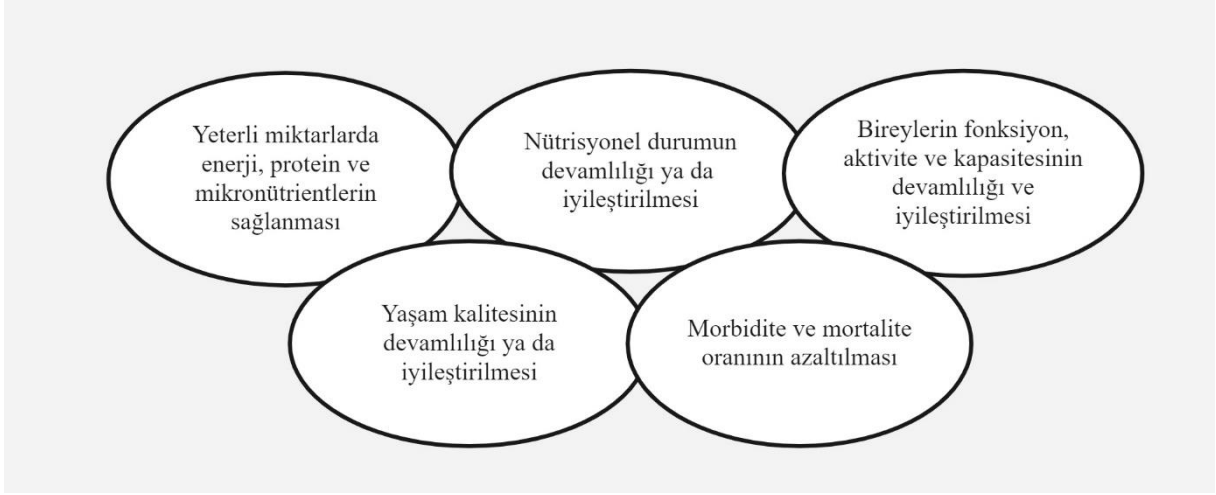 Yeterli miktarlarda
enerji, protein ve
mikronütrientlerin
sağlanması
Nütrisyonel durumun
devamlılığı ya da
iyileştirilmesi
Bireylerin fonksiyon,
aktivite ve kapasitesinin
devamlılığı ve
iyileştirilmesi
Yaşam kalitesinin
devamlılığı ya da
iyileştirilmesi
Morbidite ve mortalite
oranının azaltılması